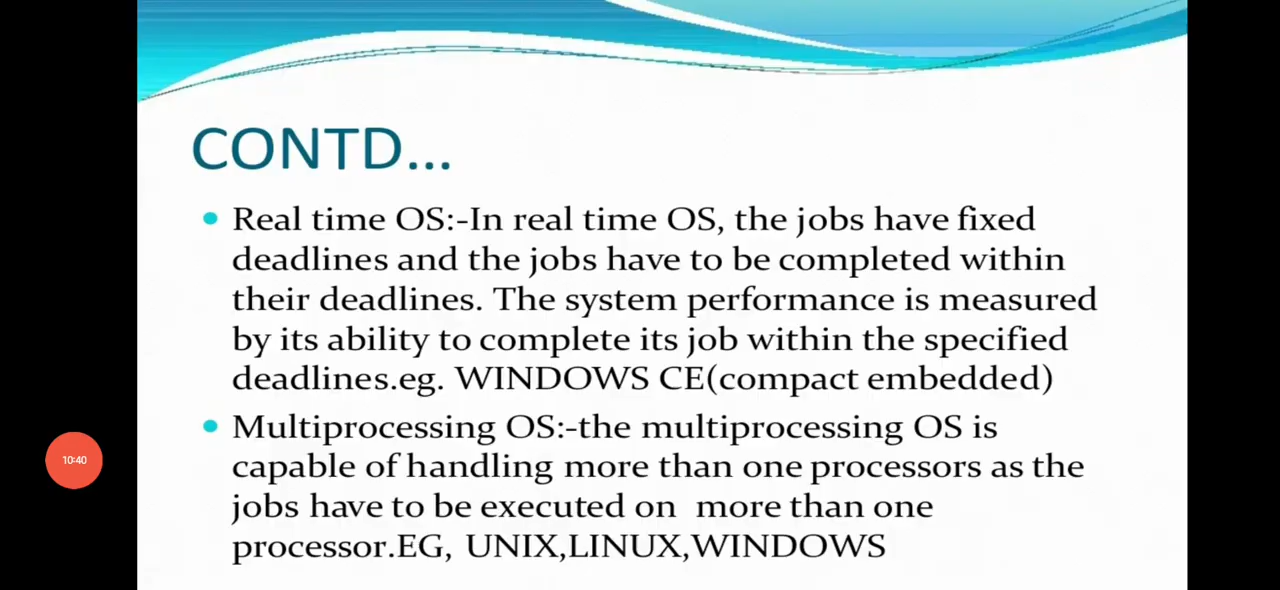 CONTD...
Real time OS:-In real time OS, the jobs have fixed
deadlines and the jobs have to be completed within
their deadlines. The system performance is measured
by its ability to complete its job within the specified
deadlines.eg. WINDOWS CE(compact embedded)
Multiprocessing OS:-the multiprocessing OS is
capable of handling more than one processors as the
jobs have to be executed on  more than one
processor.EG, UNIX,LINUX,WINDOWS
10:40